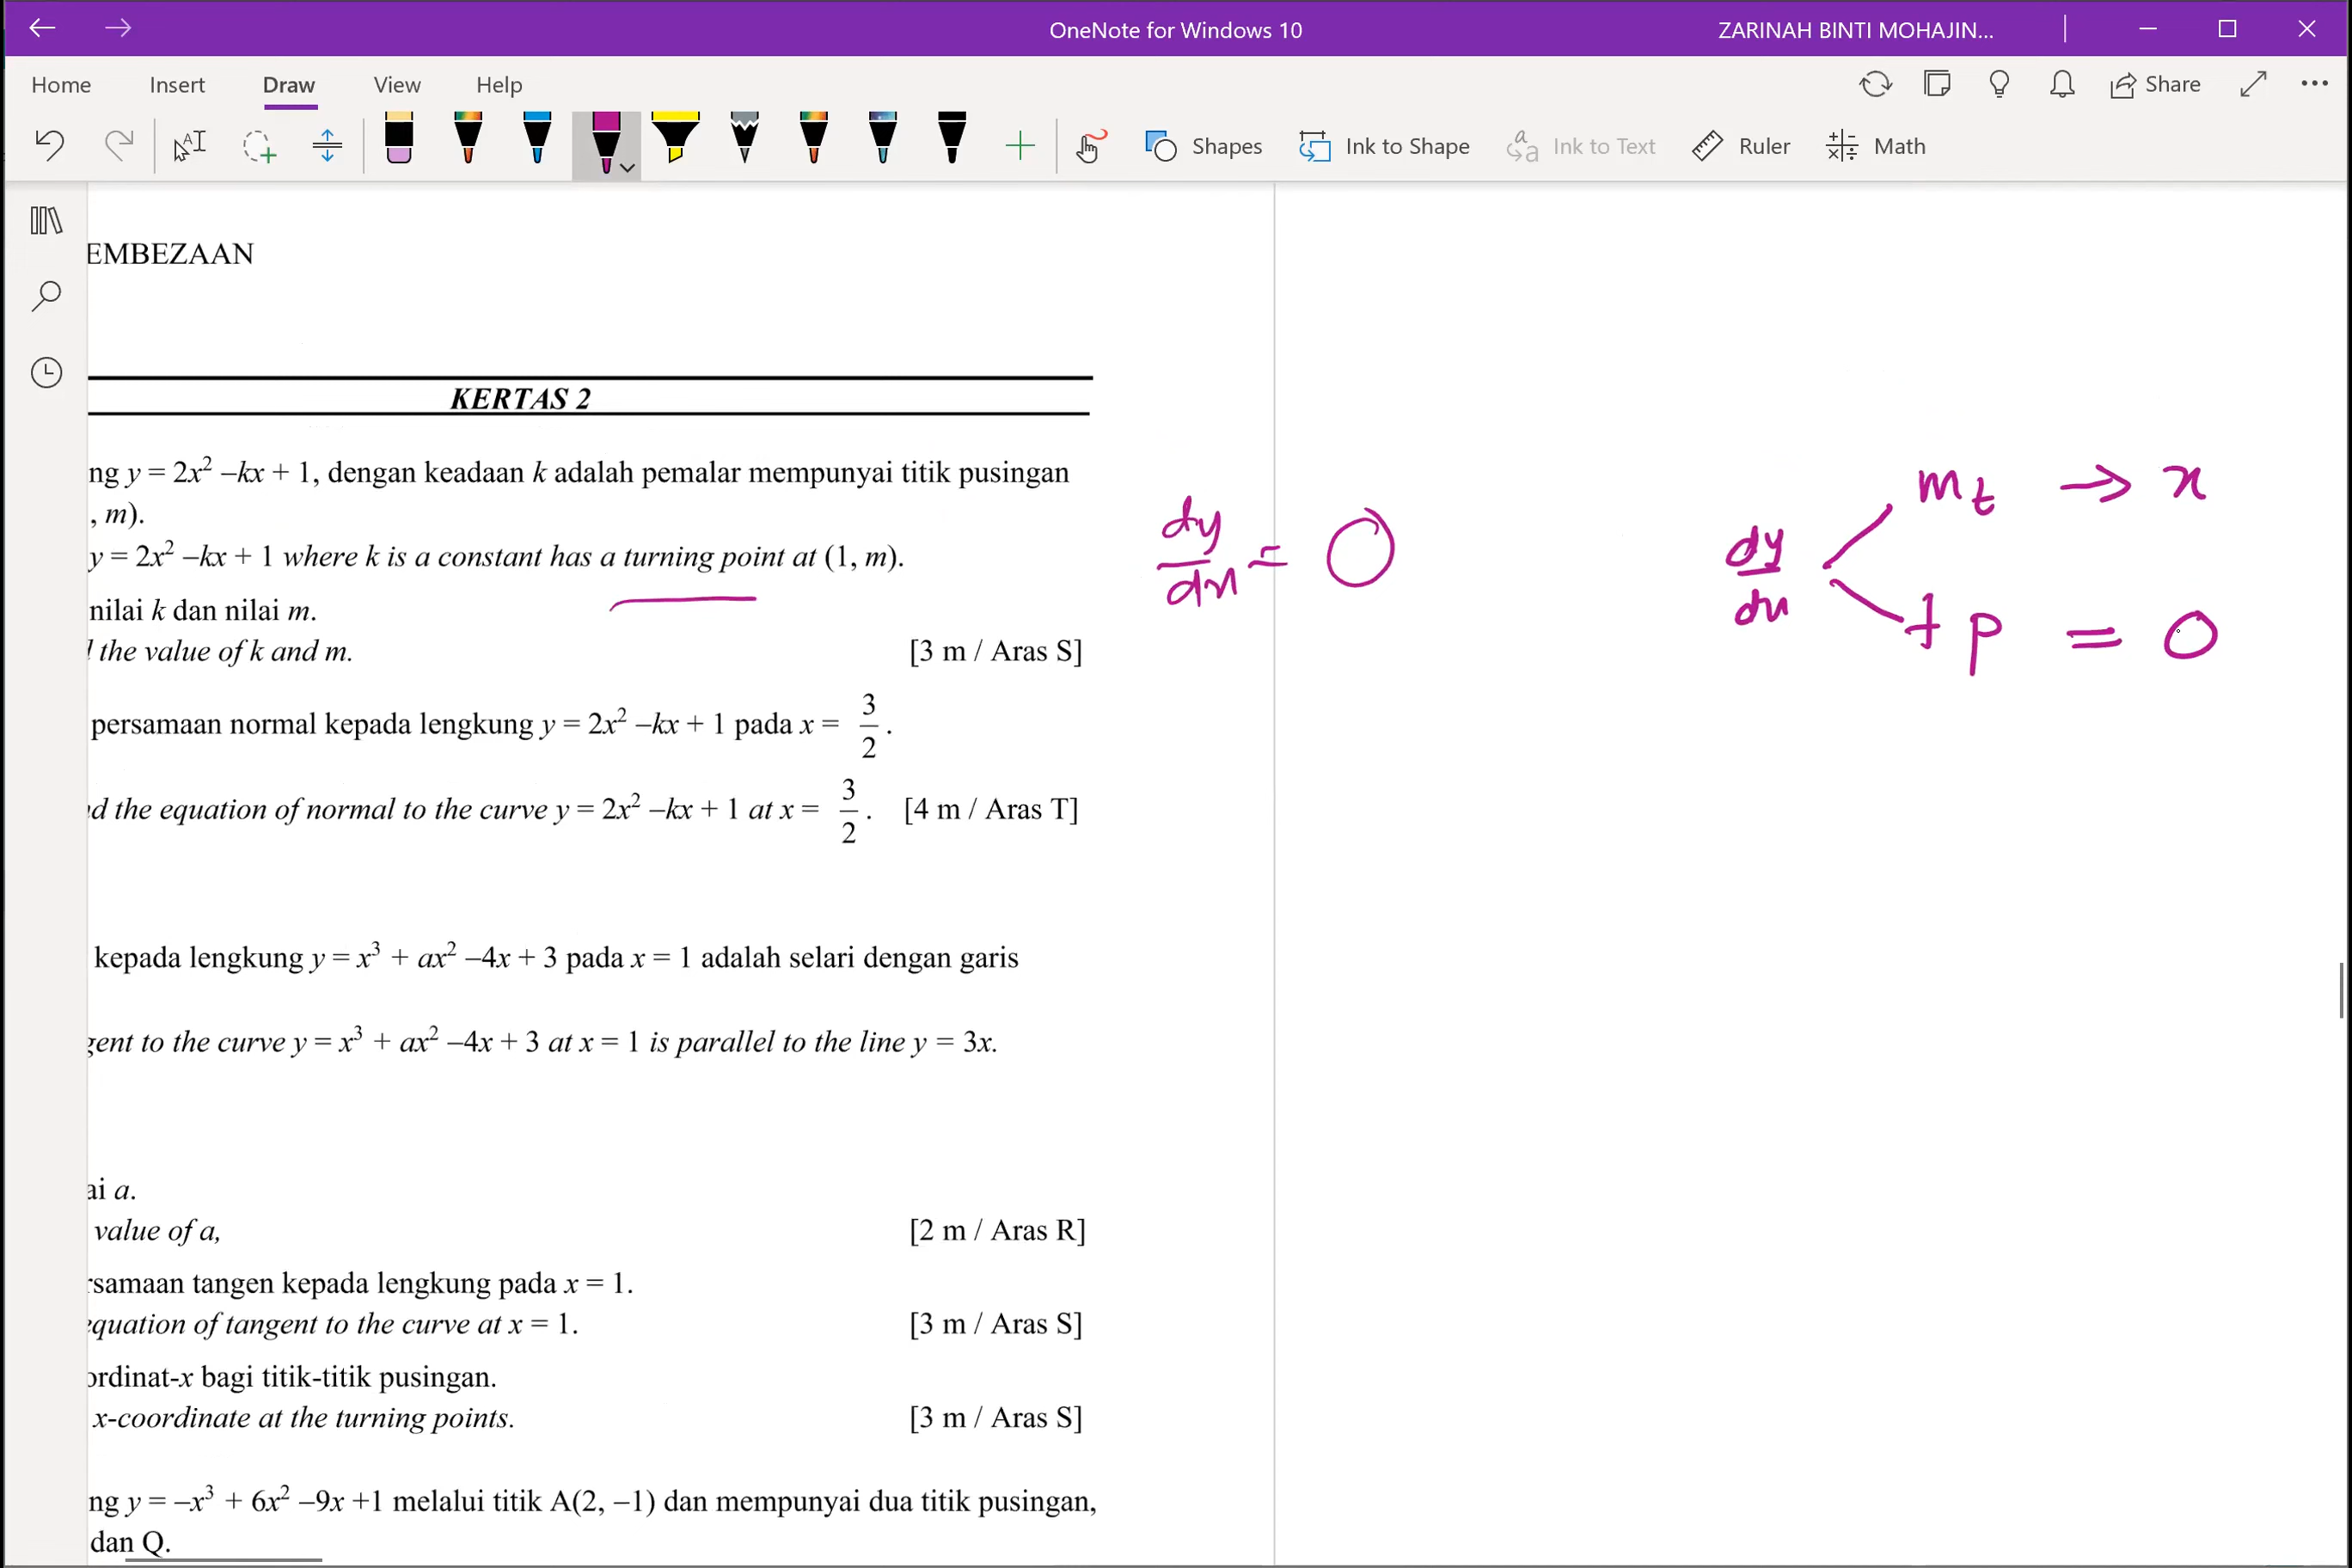 OneNote for Windows 10
ZARINAH BINTI MOHAJIN...
Home Insert Draw View Help
Share
Shapes Ink to Shape Ink to Text Ruler Math
EMBEZAAN
KERTAS 2
ng y = 2x² –kx + 1, dengan keadaan k adalah pemalar mempunyai titik pusingan
, m).
y = 2x² –kx + 1 where k is a constant has a turning point at (1, m).
nilai k dan nilai m.
the value of k and m. [3 m / Aras S]
persamaan normal kepada lengkung y = 2x² –kx + 1 pada x = 3/2 .
d the equation of normal to the curve y = 2x² –kx + 1 at x = 3/2 . [4 m / Aras T]
kepada lengkung y = x³ + ax² –4x + 3 pada x = 1 adalah selari dengan garis
gent to the curve y = x³ + ax² –4x + 3 at x = 1 is parallel to the line y = 3x.
ai a.
value of a, [2 m / Aras R]
rsamaan tangen kepada lengkung pada x = 1.
equation of tangent to the curve at x = 1. [3 m / Aras S]
ordinat-x bagi titik-titik pusingan.
x-coordinate at the turning points. [3 m / Aras S]
ng y = –x³ + 6x² –9x +1 melalui titik A(2, –1) dan mempunyai dua titik pusingan,
dan Q.
dy/dx = 0
dy/dx
mt → x
tp = 0